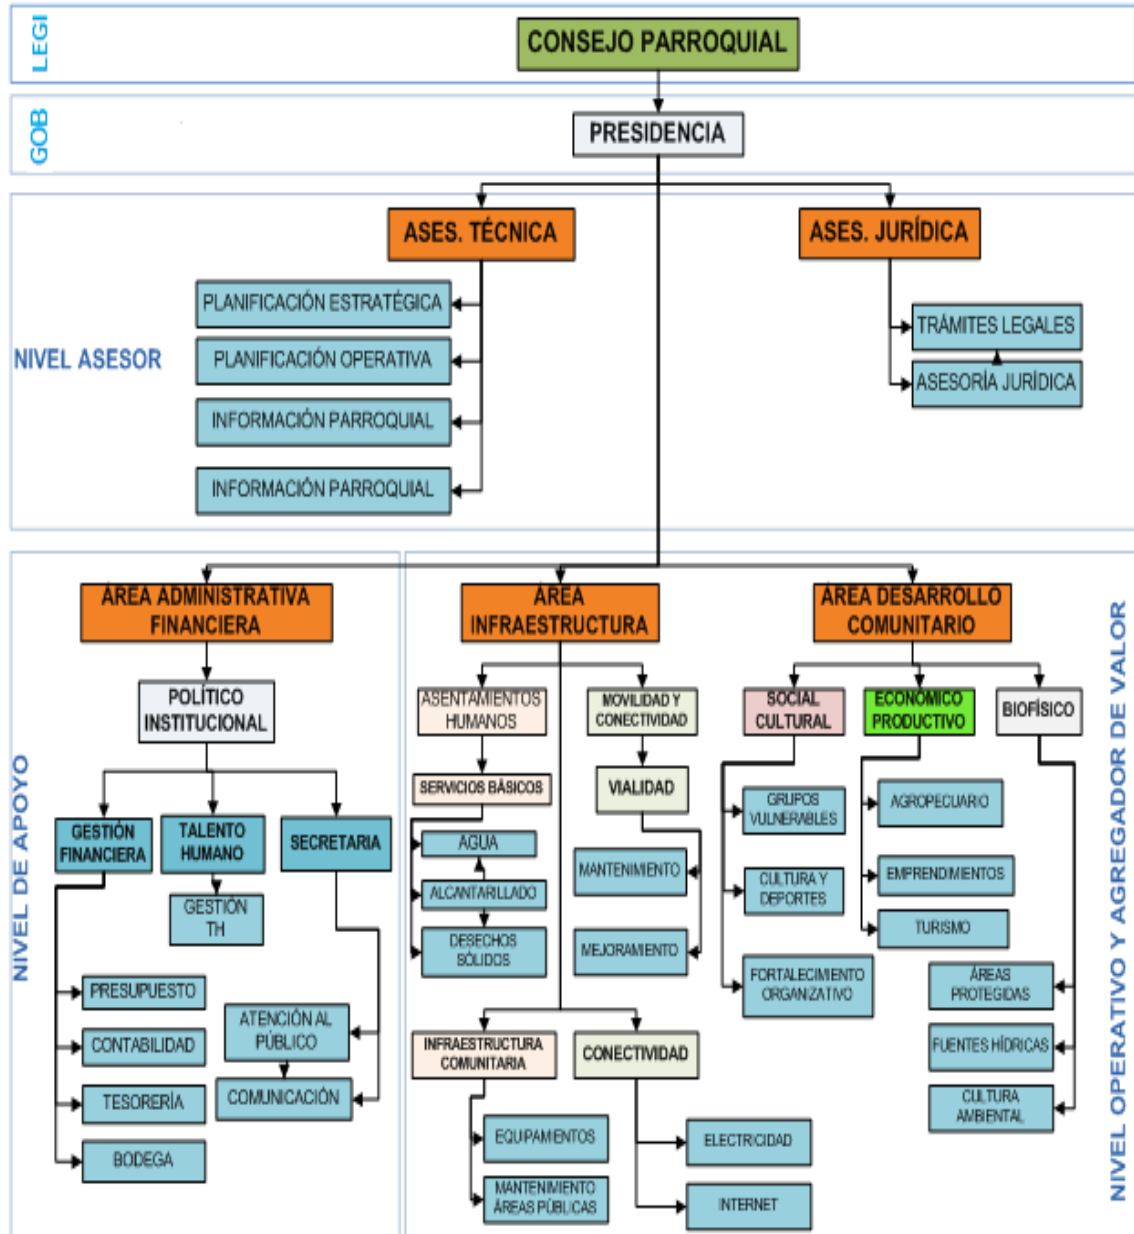 LEGI
CONSEJO PARROQUIAL
GOB
PRESIDENCIA
ASES. TÉCNICA
ASES. JURÍDICA
NIVEL ASESOR
PLANIFICACIÓN ESTRATÉGICA
PLANIFICACIÓN OPERATIVA
INFORMACIÓN PARROQUIAL
INFORMACIÓN PARROQUIAL
TRÁMITES LEGALES
ASESORÍA JURÍDICA
NIVEL DE APOYO
ÁREA ADMINISTRATIVA
FINANCIERA
POLÍTICO
INSTITUCIONAL
GESTIÓN
FINANCIERA
TALENTO
HUMANO
SECRETARIA
GESTIÓN
TH
PRESUPUESTO
CONTABILIDAD
TESORERÍA
BODEGA
ATENCIÓN AL
PÚBLICO
COMUNICACIÓN
NIVEL OPERATIVO Y AGREGADOR DE VALOR
ÁREA
INFRAESTRUCTURA
ASENTAMIENTOS
HUMANOS
SERVICIOS BÁSICOS
AGUA
ALCANTARILLADO
DESECHOS
SÓLIDOS
MOVILIDAD Y
CONECTIVIDAD
VIALIDAD
MANTENIMIENTO
MEJORAMIENTO
INFRAESTRUCTURA
COMUNITARIA
EQUIPAMIENTOS
MANTENIMIENTO
ÁREAS PÚBLICAS
CONECTIVIDAD
ELECTRICIDAD
INTERNET
ÁREA DESARROLLO
COMUNITARIO
SOCIAL
CULTURAL
GRUPOS
VULNERABLES
CULTURA Y
DEPORTES
FORTALECIMIENTO
ORGANIZATIVO
ECONÓMICO
PRODUCTIVO
AGROPECUARIO
EMPRENDIMIENTOS
TURISMO
BIOFÍSICO
ÁREAS
PROTEGIDAS
FUENTES HÍDRICAS
CULTURA
AMBIENTAL